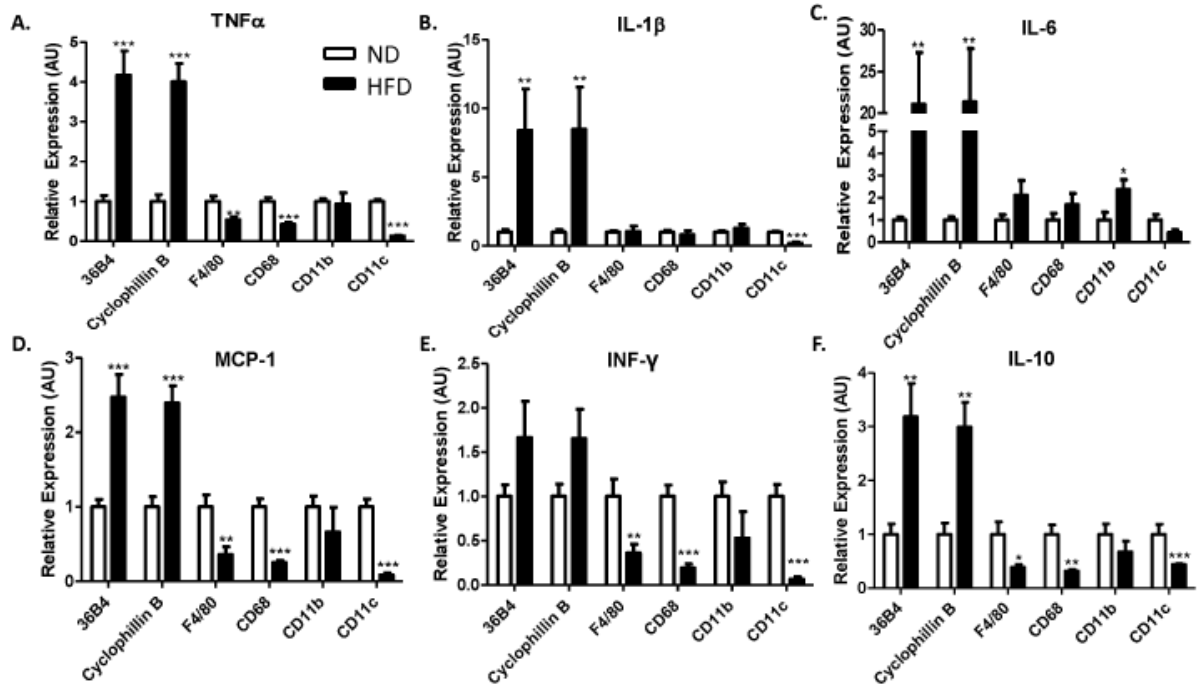 A.
TNFα
Relative Expression (AU)
5
4
2
1
0
***
***
**
***
***
ND
HFD
36B4
Cyclophillin B
F4/80
CD68
CD11b
CD11c
B.
IL-1β
Relative Expression (AU)
15
10
5
0
**
**
***
36B4
Cyclophillin B
F4/80
CD68
CD11b
CD11c
C.
IL-6
Relative Expression (AU)
30
25
20
5
4
3
2
1
0
**
**
*
36B4
Cyclophillin B
F4/80
CD68
CD11b
CD11c
D.
MCP-1
Relative Expression (AU)
3
2
1
0
***
***
**
***
***
36B4
Cyclophillin B
F4/80
CD68
CD11b
CD11c
E.
INF-γ
Relative Expression (AU)
2.5
2.0
1.5
1.0
0.5
0.0
**
***
***
36B4
Cyclophillin B
F4/80
CD68
CD11b
CD11c
F.
IL-10
Relative Expression (AU)
4
3
2
1
0
**
**
*
**
***
36B4
Cyclophillin B
F4/80
CD68
CD11b
CD11c